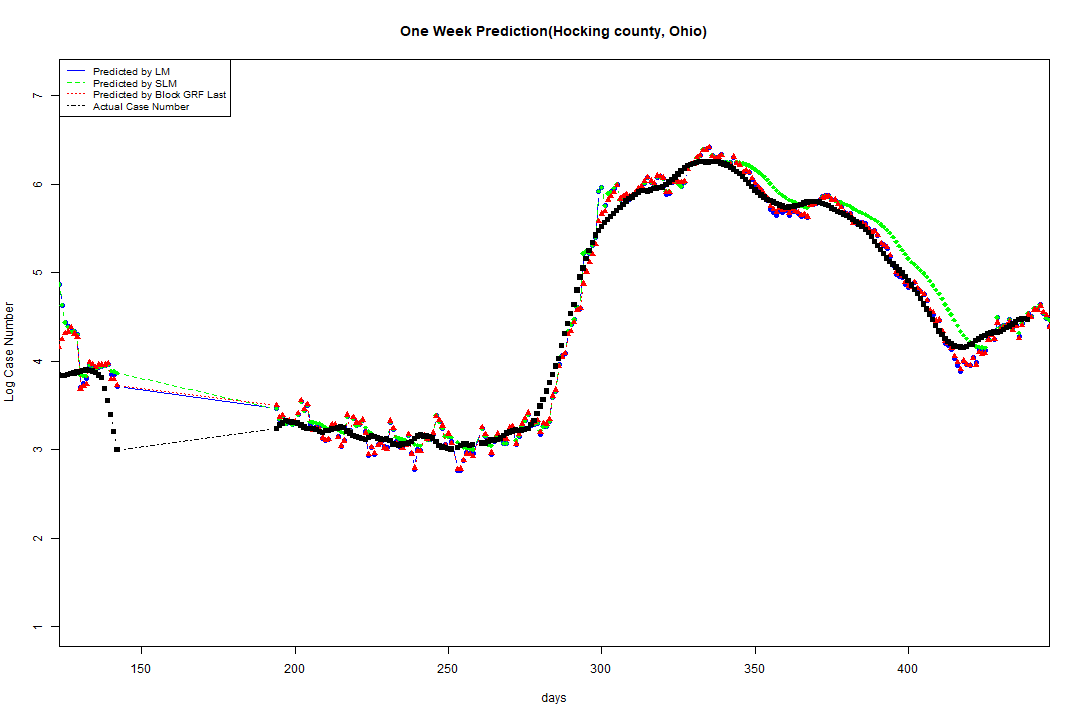 One Week Prediction(Hocking county, Ohio)
Predicted by LM
Predicted by SLM
Predicted by Block GRF Last
Actual Case Number
7
6
5
4
3
2
1
Log Case Number
150
200
250
300
350
400
days